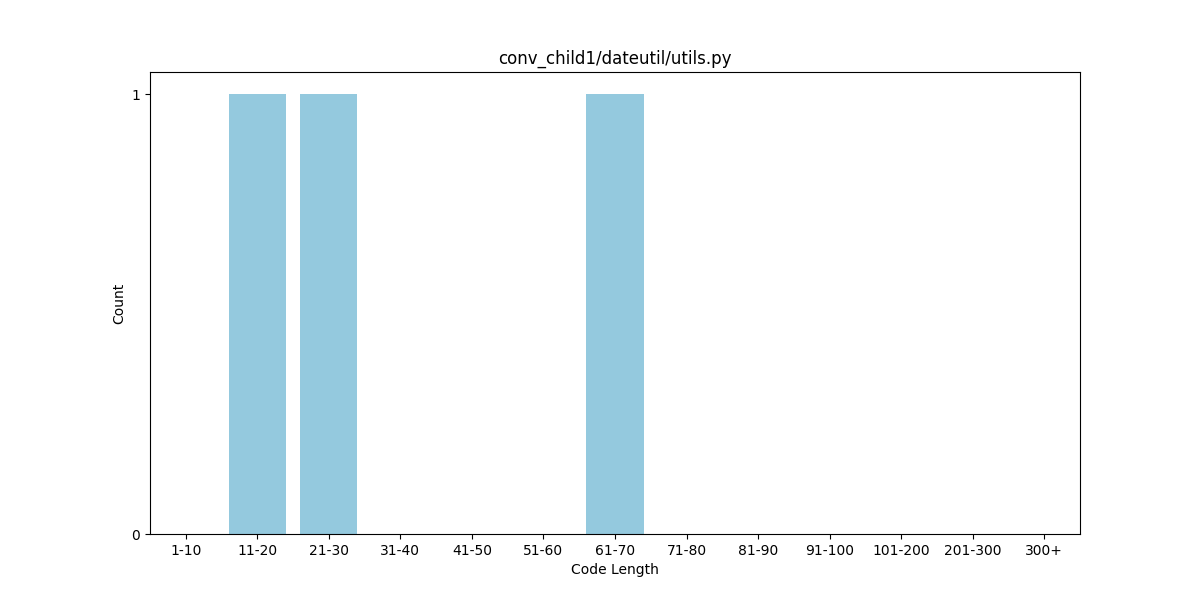 conv_child1/dateutil/utils.py
1
Count
0
1-10 11-20 21-30 31-40 41-50 51-60 61-70 71-80 81-90 91-100 101-200 201-300 300+
Code Length